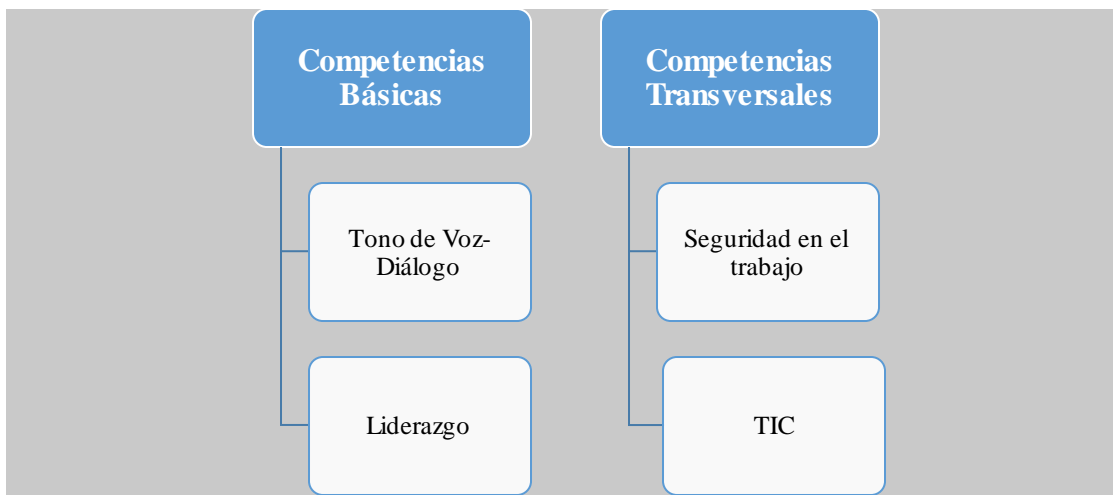 Competencias
Básicas
Tono de Voz-
Diálogo
Liderazgo
Competencias
Transversales
Seguridad en el
trabajo
TIC